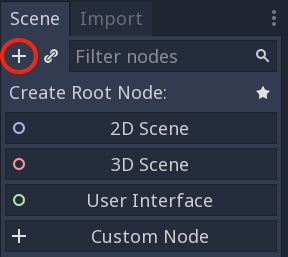 Scene Import
Filter nodes
Create Root Node:
2D Scene
3D Scene
User Interface
Custom Node